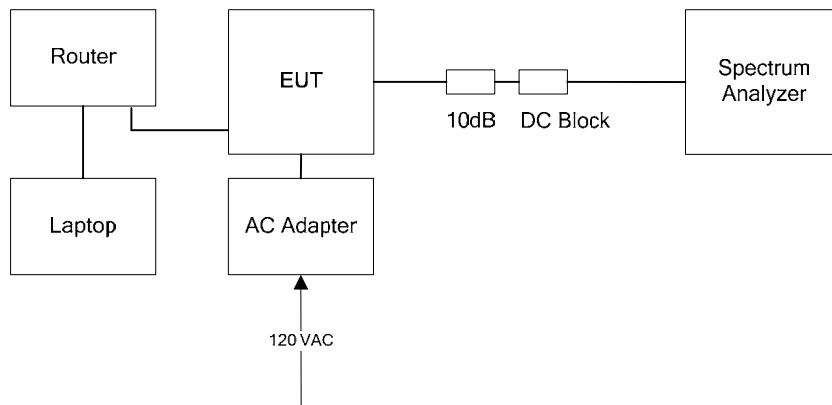 Router
EUT
Spectrum
Analyzer
10dB
DC Block
Laptop
AC Adapter
120 VAC